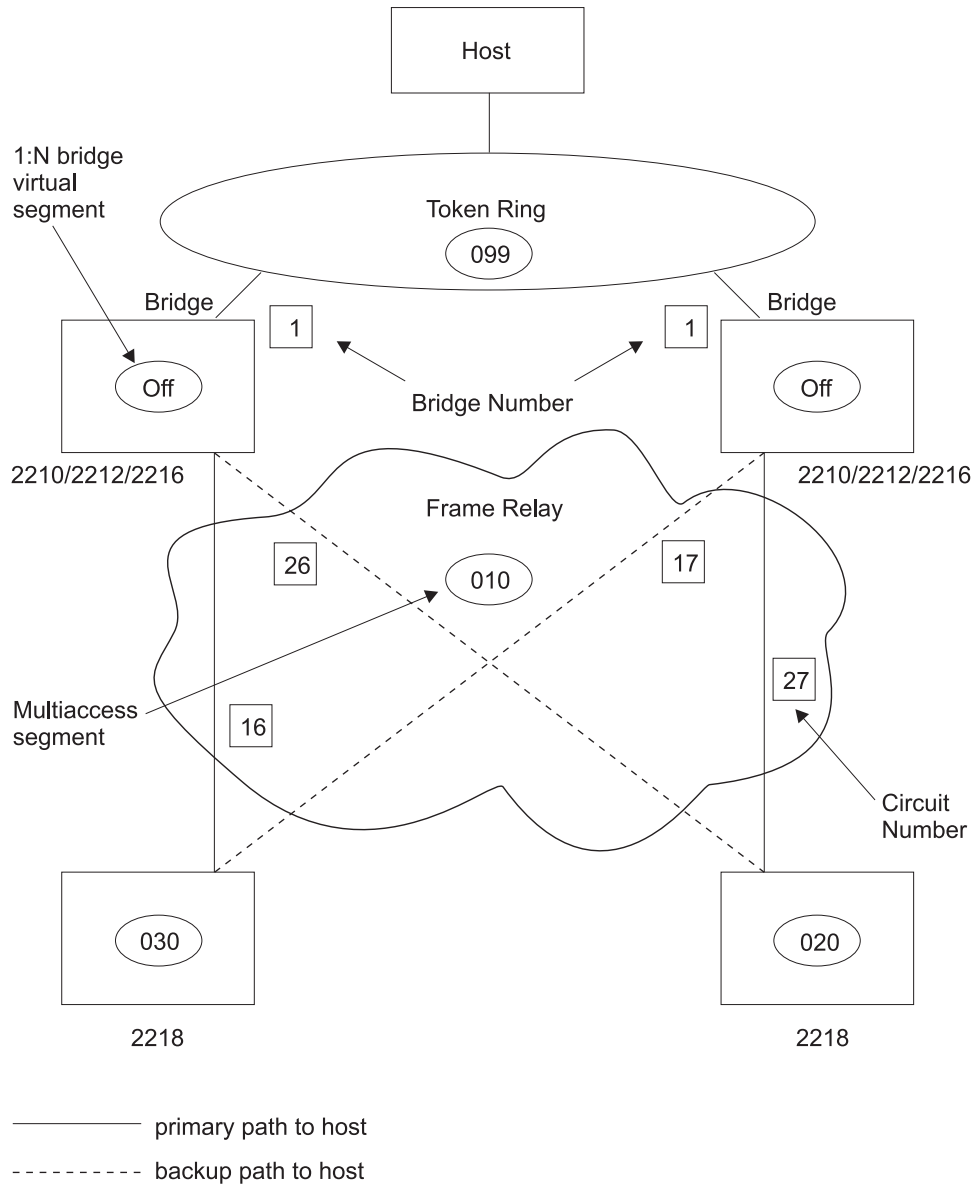 Host
1:N bridge
virtual
segment
Token Ring
099
Bridge
Bridge
1
1
Bridge Number
Off
Off
2210/2212/2216
2210/2212/2216
Frame Relay
26
010
17
27
Multiaccess
segment
16
Circuit
Number
030
020
2218
2218
primary path to host
backup path to host